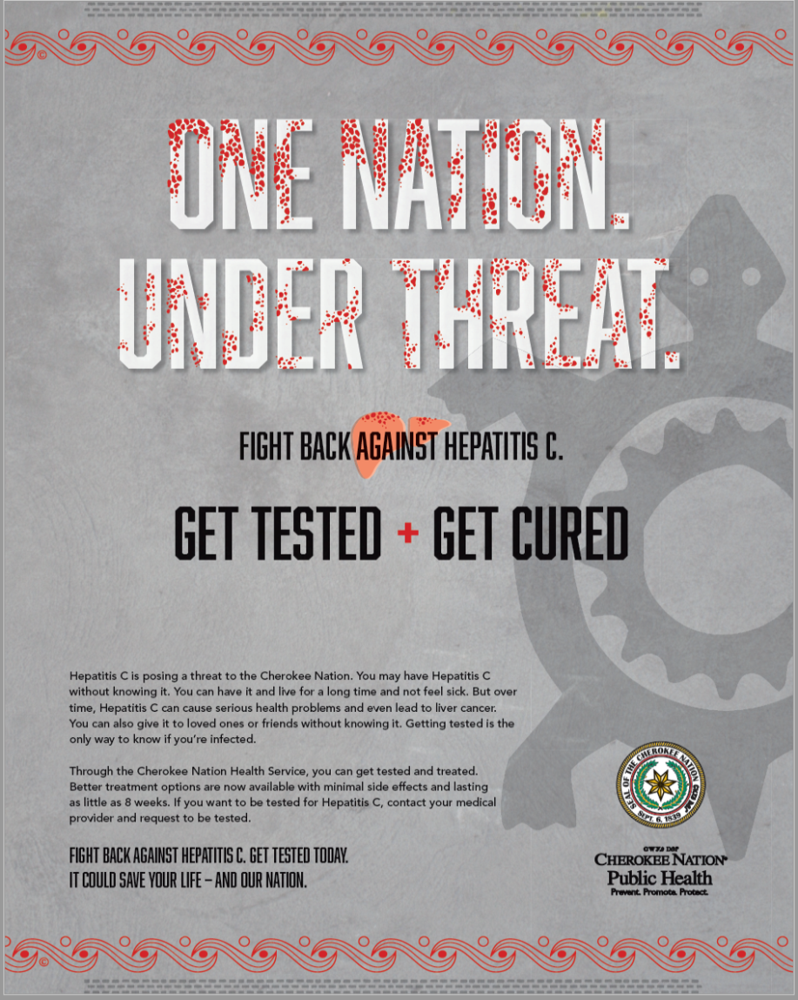 ©
ONE NATION.
UNDER THREAT.
FIGHT BACK AGAINST HEPATITIS C.
GET TESTED + GET CURED
Hepatitis C is posing a threat to the Cherokee Nation. You may have Hepatitis C
without knowing it. You can have it and live for a long time and not feel sick. But over
time, Hepatitis C can cause serious health problems and even lead to liver cancer.
You can also give it to loved ones or friends without knowing it. Getting tested is the
only way to know if you're infected.
Through the Cherokee Nation Health Service, you can get tested and treated.
Better treatment options are now available with minimal side effects and lasting
as little as 8 weeks. If you want to be tested for Hepatitis C, contact your medical
provider and request to be tested.
FIGHT BACK AGAINST HEPATITIS C. GET TESTED TODAY.
IT COULD SAVE YOUR LIFE – AND OUR NATION.
SEAL OF THE CHEROKEE NATION
SEPT. 6, 1839
CHEROKEE NATION®
Public Health
Prevent. Promote. Protect.
©